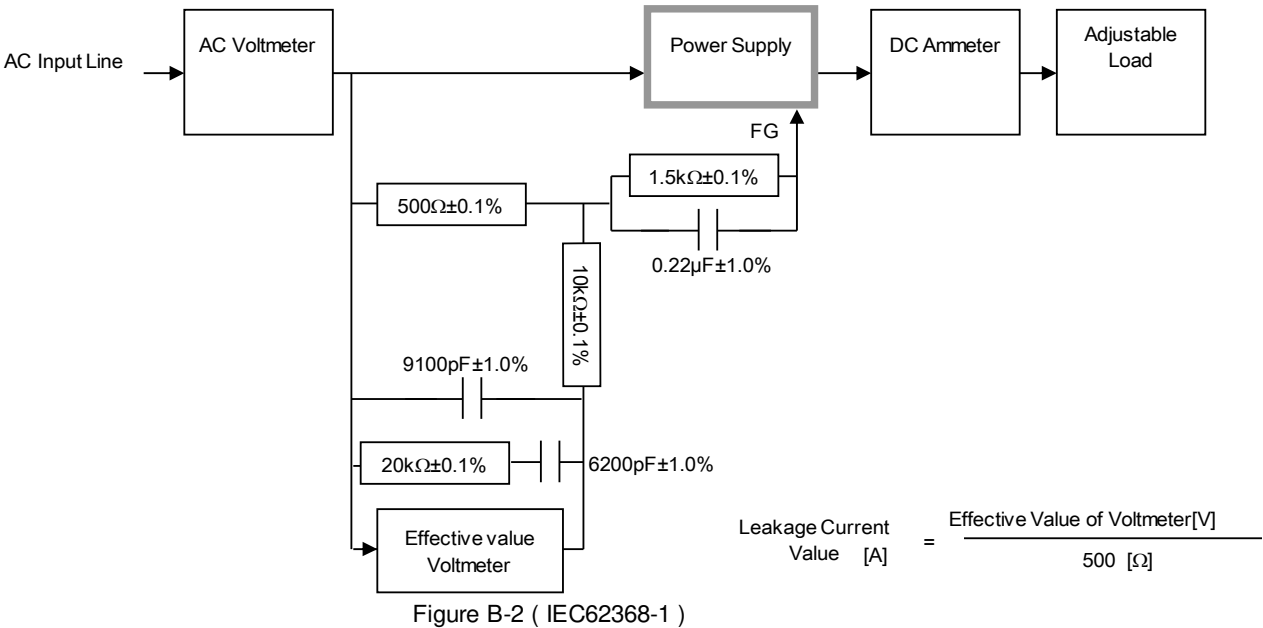 AC Input Line
AC Voltmeter
Power Supply
DC Ammeter
Adjustable
Load
FG
1.5kΩ±0.1%
500Ω±0.1%
0.22µF±1.0%
10kΩ±0.1%
9100pF±1.0%
20kΩ±0.1%
6200pF±1.0%
Effective value
Voltmeter
Leakage Current
Value [A]
=
Effective Value of Voltmeter[V]
500 [Ω]
Figure B-2 ( IEC62368-1 )